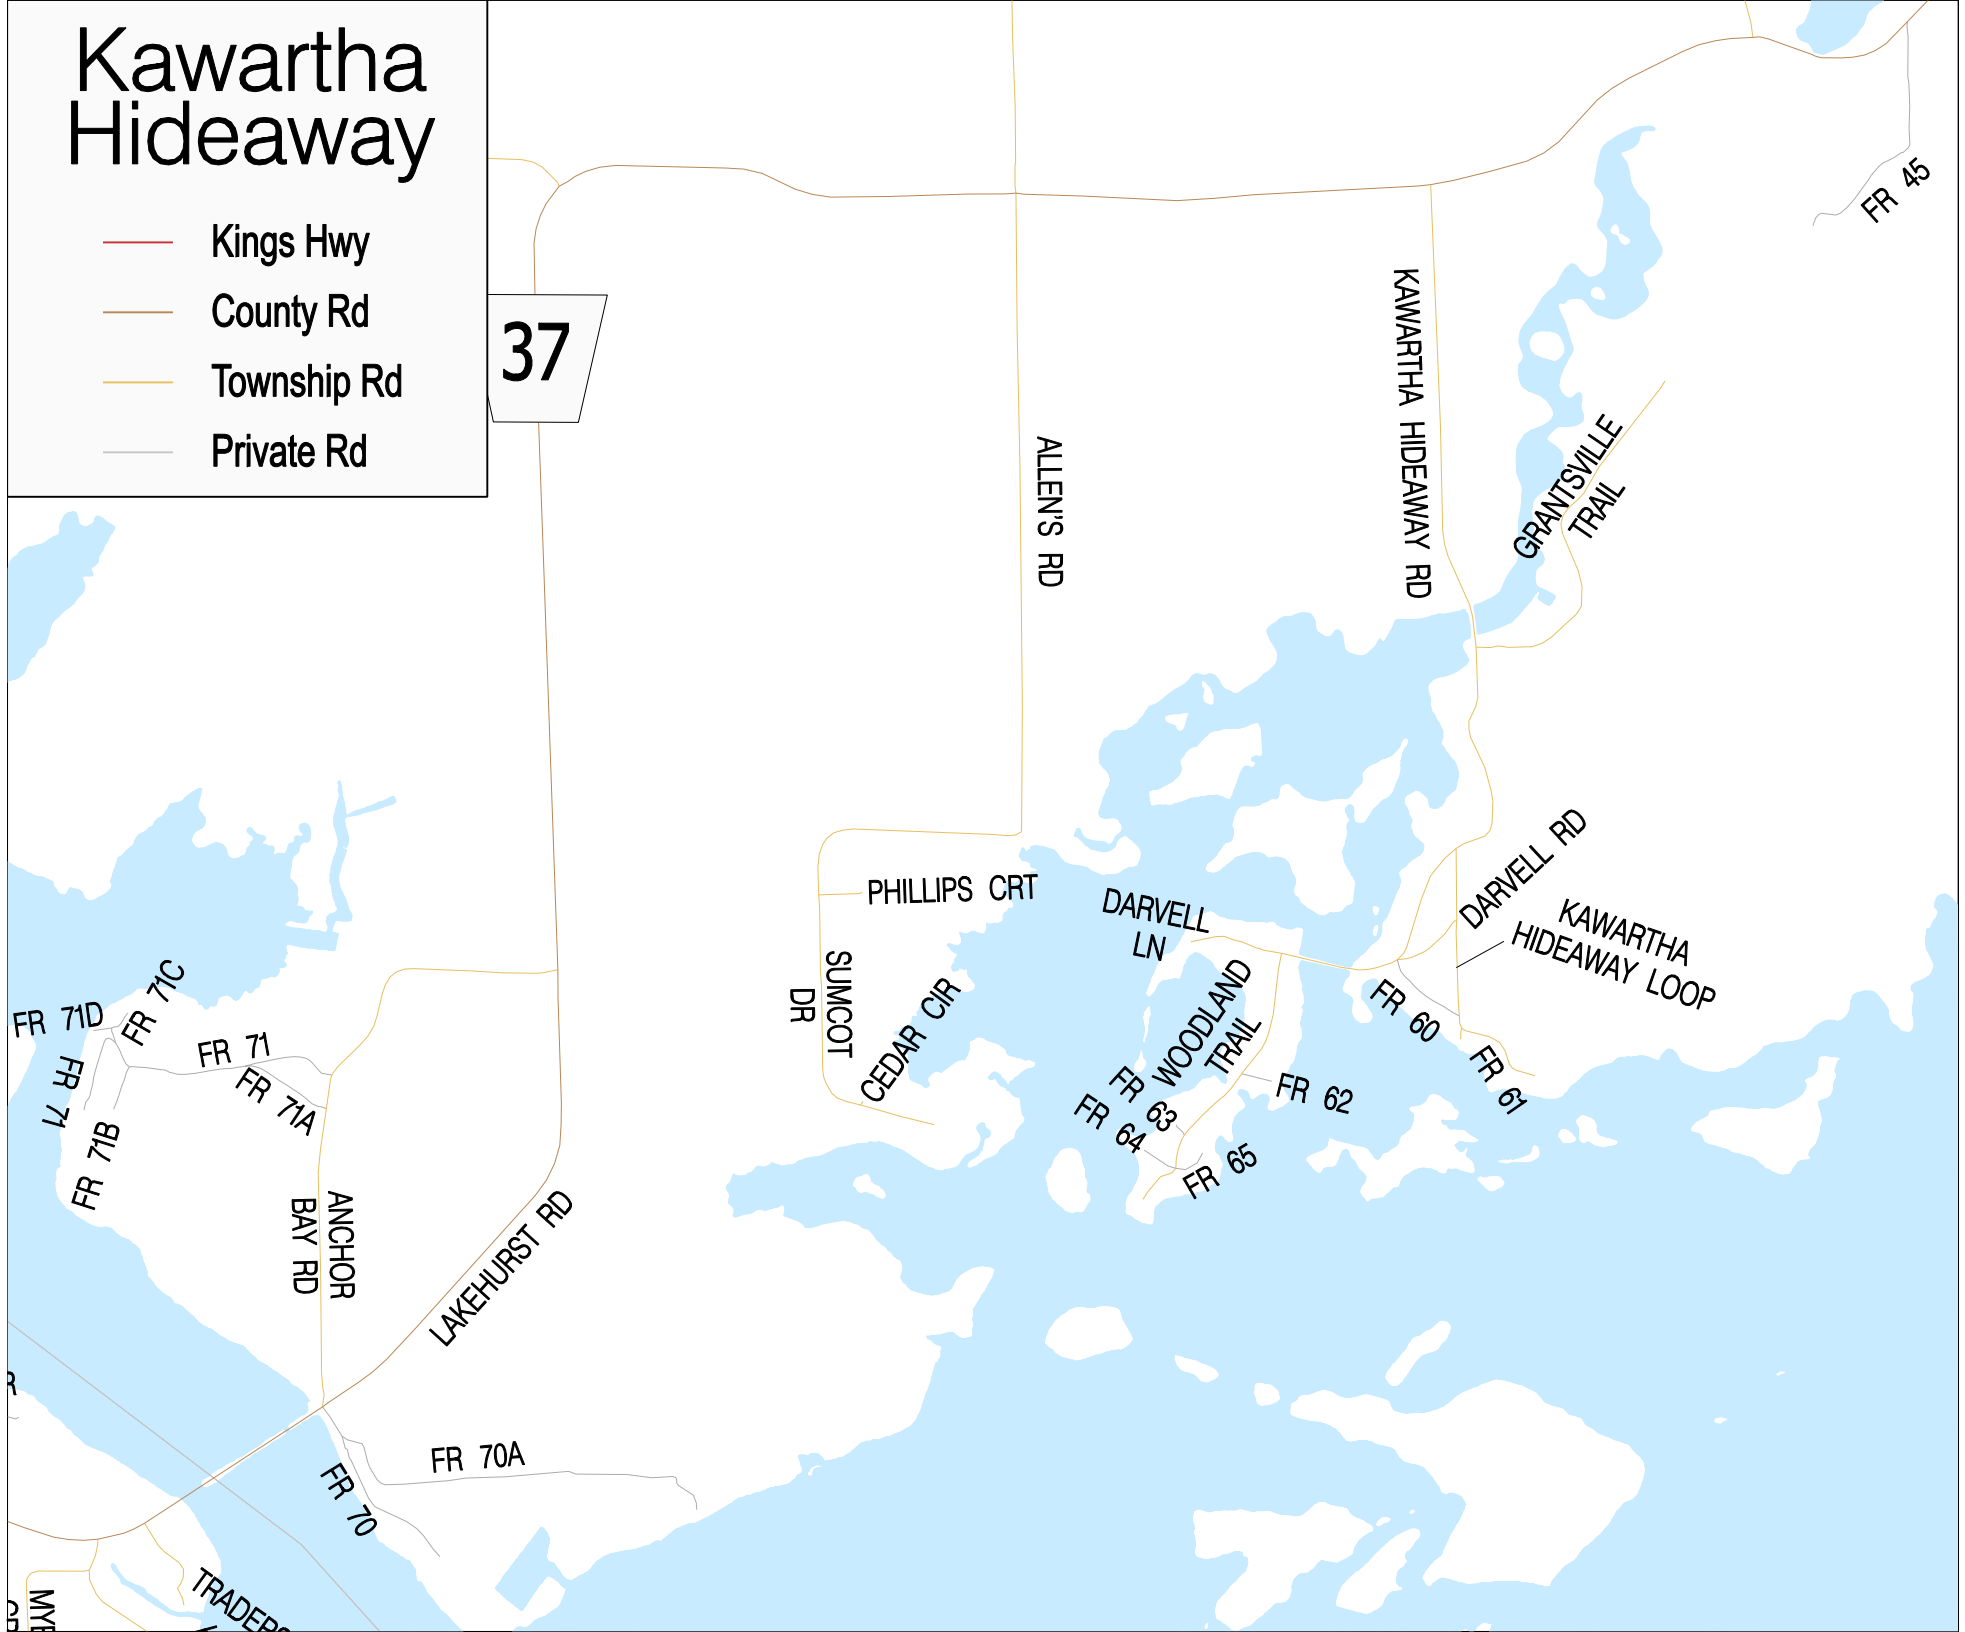 Kawartha
Hideaway
Kings Hwy
County Rd
Township Rd
Private Rd
37
FR 45
KAWARTHA HIDEAWAY RD
ALLEN'S RD
GRANTSVILLE
TRAIL
DARVELL RD
PHILLIPS CRT
DARVELL
LN
KAWARTHA
HIDEAWAY LOOP
SUMCOT
DR
CEDAR CIR
WOODLAND
TRAIL
FR 60
FR 61
FR 62
FR 63
FR 64
FR 65
FR 71D
FR 71C
FR 71
FR 71
FR 71A
FR 71B
ANCHOR
BAY RD
LAKEHURST RD
R
FR 70A
FR 70
TRADERS